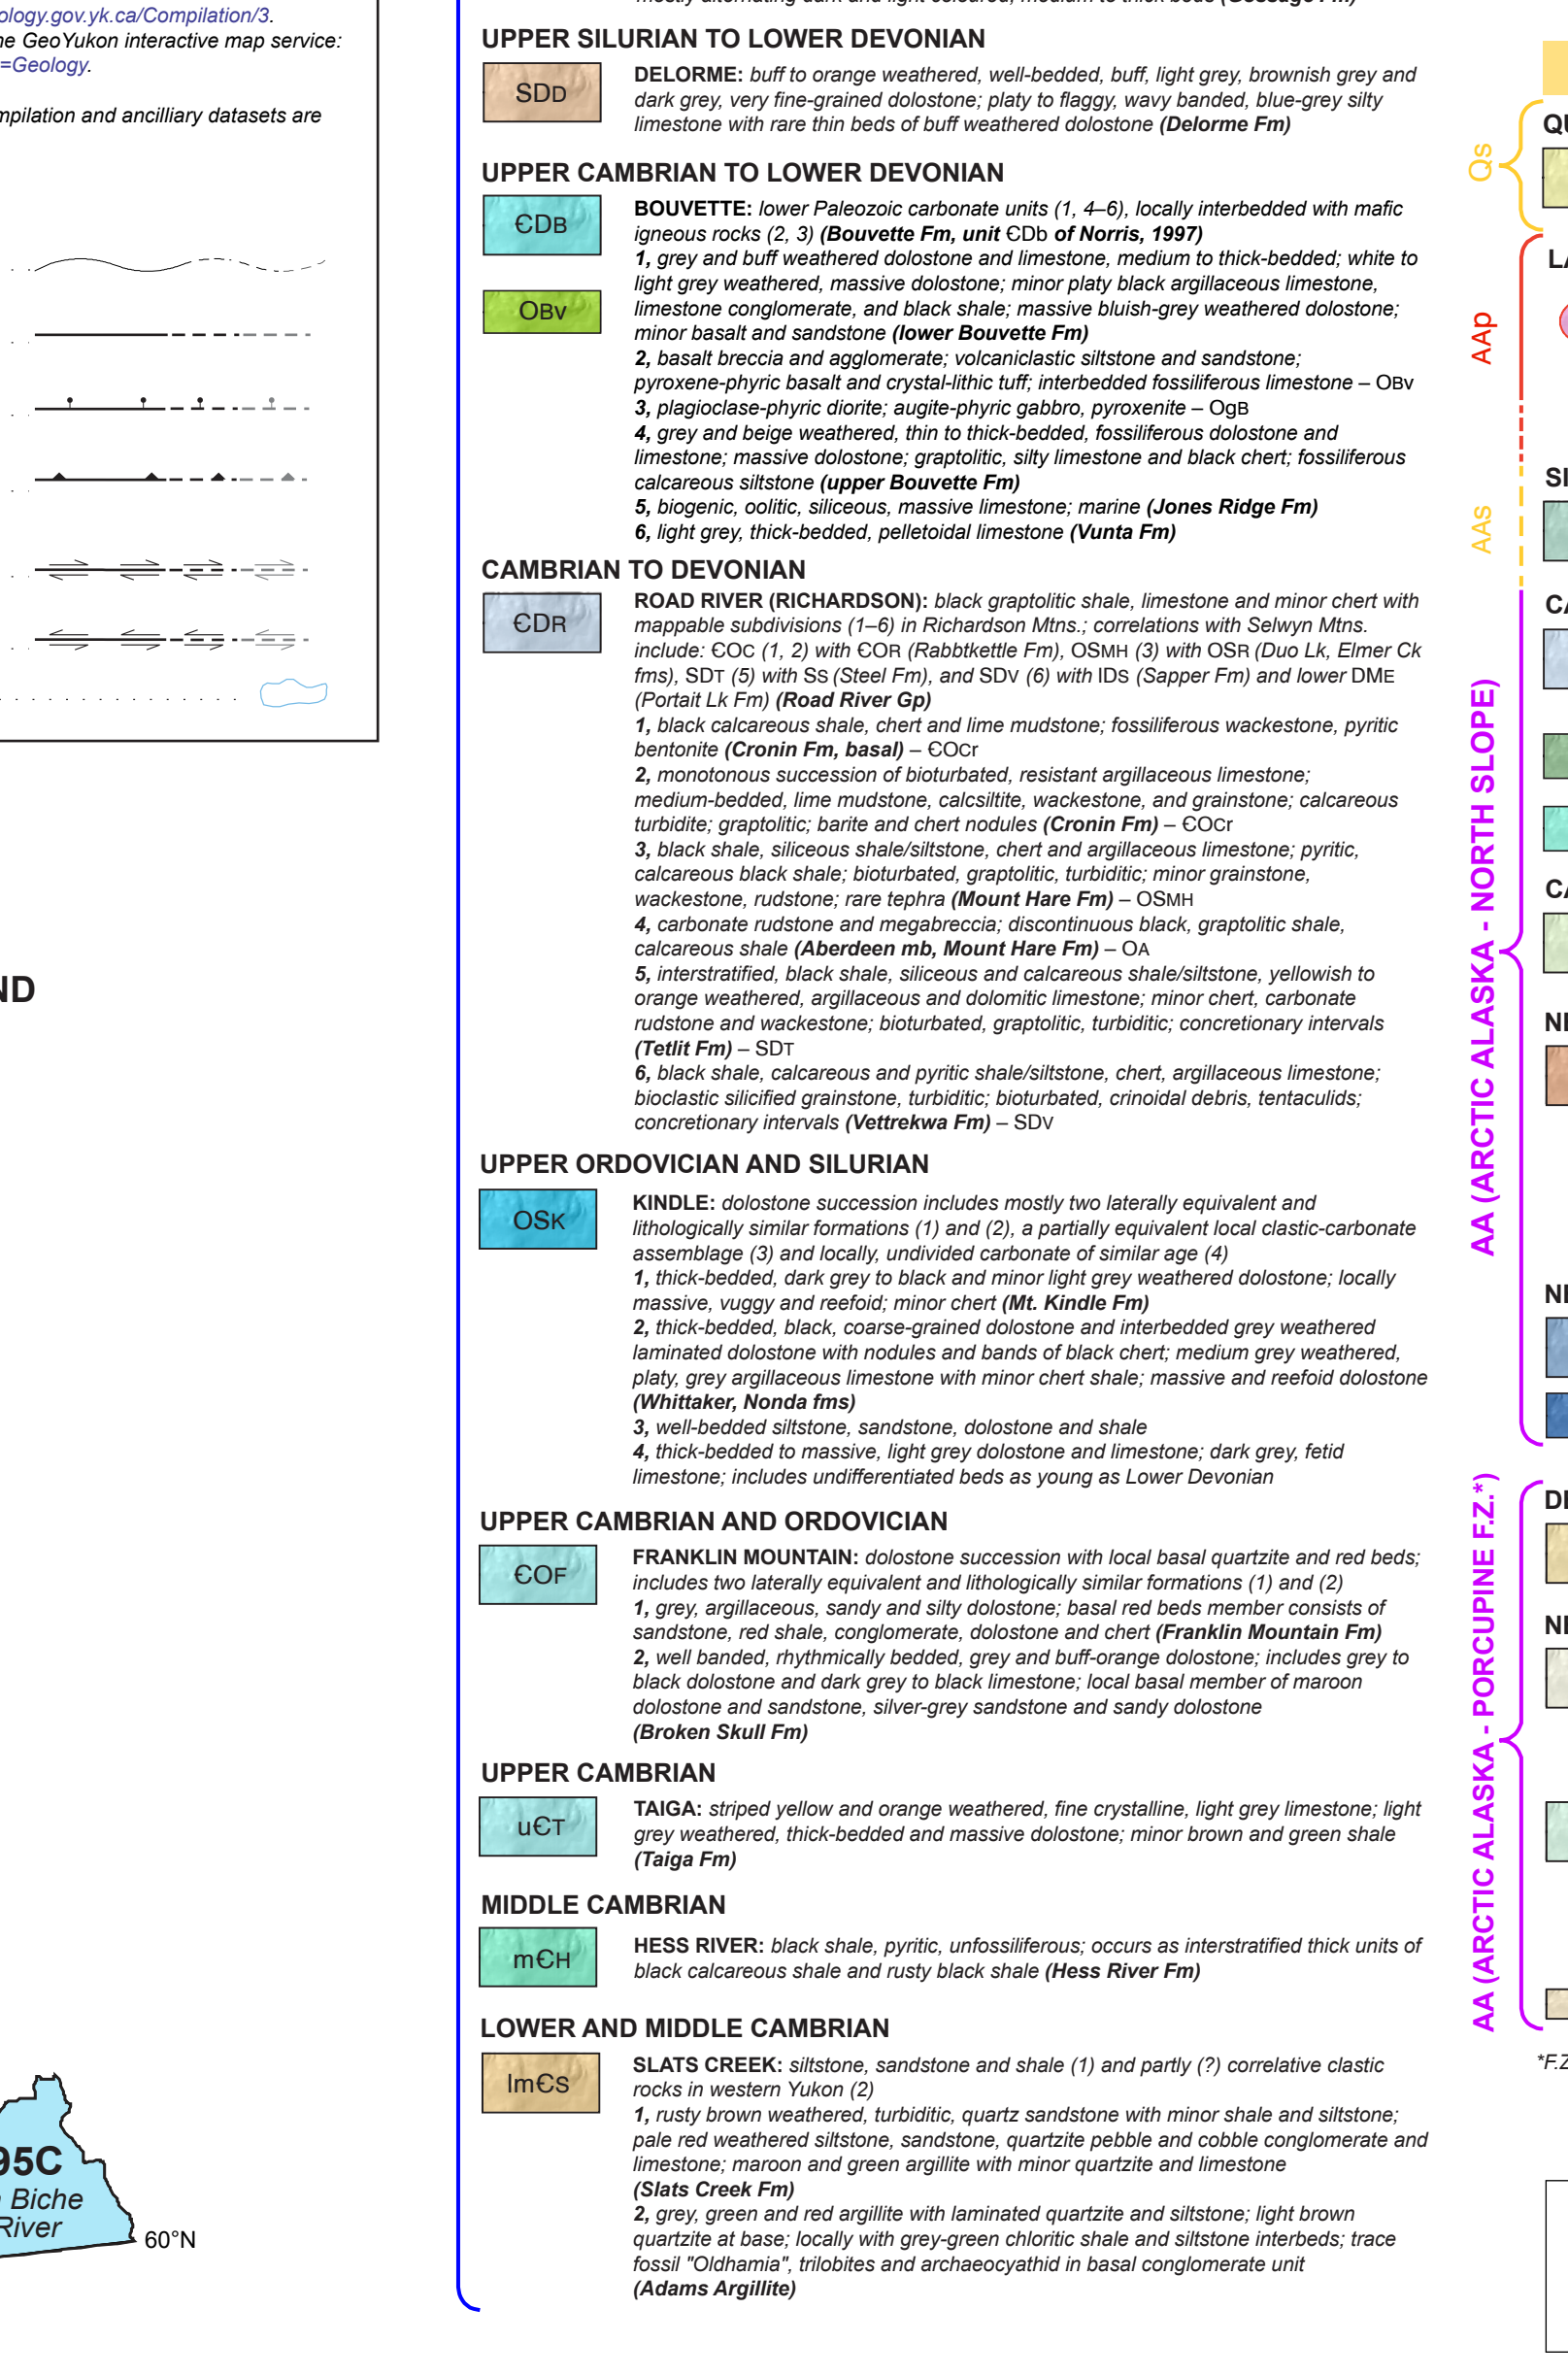 ology.gov.yk.ca/Compilation/3.
ne GeoYukon interactive map service:
=Geology.
mpilation and ancilliary datasets are
ND
95C
Biche
River
60°N
UPPER SILURIAN TO LOWER DEVONIAN
SDD
DELORME: buff to orange weathered, well-bedded, buff, light grey, brownish grey and
dark grey, very fine-grained dolostone; platy to flaggy, wavy banded, blue-grey silty
limestone with rare thin beds of buff weathered dolostone (Delorme Fm)
UPPER CAMBRIAN TO LOWER DEVONIAN
ЄDB
OBV
BOUVETTE: lower Paleozoic carbonate units (1, 4–6), locally interbedded with mafic
igneous rocks (2, 3) (Bouvette Fm, unit ЄDb of Norris, 1997)
1, grey and buff weathered dolostone and limestone, medium to thick-bedded; white to
light grey weathered, massive dolostone; minor platy black argillaceous limestone,
limestone conglomerate, and black shale; massive bluish-grey weathered dolostone;
minor basalt and sandstone (lower Bouvette Fm)
2, basalt breccia and agglomerate; volcaniclastic siltstone and sandstone;
pyroxene-phyric basalt and crystal-lithic tuff; interbedded fossiliferous limestone – OBV
3, plagioclase-phyric diorite; augite-phyric gabbro, pyroxenite – OgB
4, grey and beige weathered, thin to thick-bedded, fossiliferous dolostone and
limestone; massive dolostone; graptolitic, silty limestone and black chert; fossiliferous
calcareous siltstone (upper Bouvette Fm)
5, biogenic, oolitic, siliceous, massive limestone; marine (Jones Ridge Fm)
6, light grey, thick-bedded, pelletoidal limestone (Vunta Fm)
CAMBRIAN TO DEVONIAN
ЄDR
ROAD RIVER (RICHARDSON): black graptolitic shale, limestone and minor chert with
mappable subdivisions (1–6) in Richardson Mtns.; correlations with Selwyn Mtns.
include: ЄOC (1, 2) with ЄOR (Rabbtkettle Fm), OSMH (3) with OSR (Duo Lk, Elmer Ck
fms), SDT (5) with SS (Steel Fm), and SDV (6) with IDS (Sapper Fm) and lower DME
(Portait Lk Fm) (Road River Gp)
1, black calcareous shale, chert and lime mudstone; fossiliferous wackestone, pyritic
bentonite (Cronin Fm, basal) – ЄOCr
2, monotonous succession of bioturbated, resistant argillaceous limestone;
medium-bedded, lime mudstone, calcsiltite, wackestone, and grainstone; calcareous
turbidite; graptolitic; barite and chert nodules (Cronin Fm) – ЄOCr
3, black shale, siliceous shale/siltstone, chert and argillaceous limestone; pyritic,
calcareous black shale; bioturbated, graptolitic, turbiditic; minor grainstone,
wackestone, rudstone; rare tephra (Mount Hare Fm) – OSMH
4, carbonate rudstone and megabreccia; discontinuous black, graptolitic shale,
calcareous shale (Aberdeen mb, Mount Hare Fm) – OA
5, interstratified, black shale, siliceous and calcareous shale/siltstone, yellowish to
orange weathered, argillaceous and dolomitic limestone; minor chert, carbonate
rudstone and wackestone; bioturbated, graptolitic, turbiditic; concretionary intervals
(Tetlit Fm) – SDT
6, black shale, calcareous and pyritic shale/siltstone, chert, argillaceous limestone;
bioclastic silicified grainstone, turbiditic; bioturbated, crinoidal debris, tentaculids;
concretionary intervals (Vettrekwa Fm) – SDV
UPPER ORDOVICIAN AND SILURIAN
OSK
KINDLE: dolostone succession includes mostly two laterally equivalent and
lithologically similar formations (1) and (2), a partially equivalent local clastic-carbonate
assemblage (3) and locally, undivided carbonate of similar age (4)
1, thick-bedded, dark grey to black and minor light grey weathered dolostone; locally
massive, vuggy and reefoid; minor chert (Mt. Kindle Fm)
2, thick-bedded, black, coarse-grained dolostone and interbedded grey weathered
laminated dolostone with nodules and bands of black chert; medium grey weathered,
platy, grey argillaceous limestone with minor chert shale; massive and reefoid dolostone
(Whittaker, Nonda fms)
3, well-bedded siltstone, sandstone, dolostone and shale
4, thick-bedded to massive, light grey dolostone and limestone; dark grey, fetid
limestone; includes undifferentiated beds as young as Lower Devonian
UPPER CAMBRIAN AND ORDOVICIAN
ЄOF
FRANKLIN MOUNTAIN: dolostone succession with local basal quartzite and red beds;
includes two laterally equivalent and lithologically similar formations (1) and (2)
1, grey, argillaceous, sandy and silty dolostone; basal red beds member consists of
sandstone, red shale, conglomerate, dolostone and chert (Franklin Mountain Fm)
2, well banded, rhythmically bedded, grey and buff-orange dolostone; includes grey to
black dolostone and dark grey to black limestone; local basal member of maroon
dolostone and sandstone, silver-grey sandstone and sandy dolostone
(Broken Skull Fm)
UPPER CAMBRIAN
uЄT
TAIGA: striped yellow and orange weathered, fine crystalline, light grey limestone; light
grey weathered, thick-bedded and massive dolostone; minor brown and green shale
(Taiga Fm)
MIDDLE CAMBRIAN
mЄH
HESS RIVER: black shale, pyritic, unfossiliferous; occurs as interstratified thick units of
black calcareous shale and rusty black shale (Hess River Fm)
LOWER AND MIDDLE CAMBRIAN
lmЄS
SLATS CREEK: siltstone, sandstone and shale (1) and partly (?) correlative clastic
rocks in western Yukon (2)
1, rusty brown weathered, turbiditic, quartz sandstone with minor shale and siltstone;
pale red weathered siltstone, sandstone, quartzite pebble and cobble conglomerate and
limestone; maroon and green argillite with minor quartzite and limestone
(Slats Creek Fm)
2, grey, green and red argillite with laminated quartzite and siltstone; light brown
quartzite at base; locally with grey-green chloritic shale and siltstone interbeds; trace
fossil "Oldhamia", trilobites and archaeocyathid in basal conglomerate unit
(Adams Argillite)
Qs
AAp
AAs
AA (ARCTIC ALASKA - NORTH SLOPE)
AA (ARCTIC ALASKA - PORCUPINE F.Z.*)
QU
LA
SI
CA
CA
NE
NE
DE
NE
*F.Z